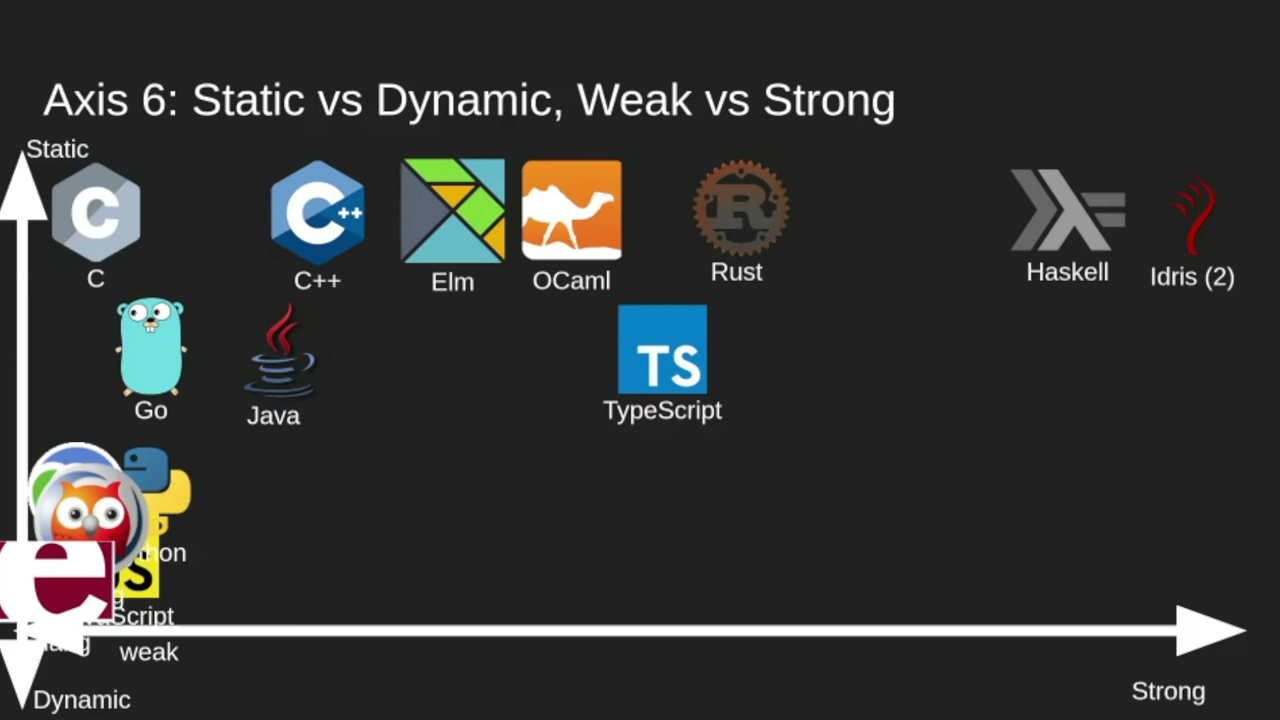 Axis 6: Static vs Dynamic, Weak vs Strong
Static
C
C++
Elm
OCaml
Rust
Haskell
Idris (2)
C
C ++
R
TS
Go
Java
TypeScript
e
weak
Strong
Dynamic